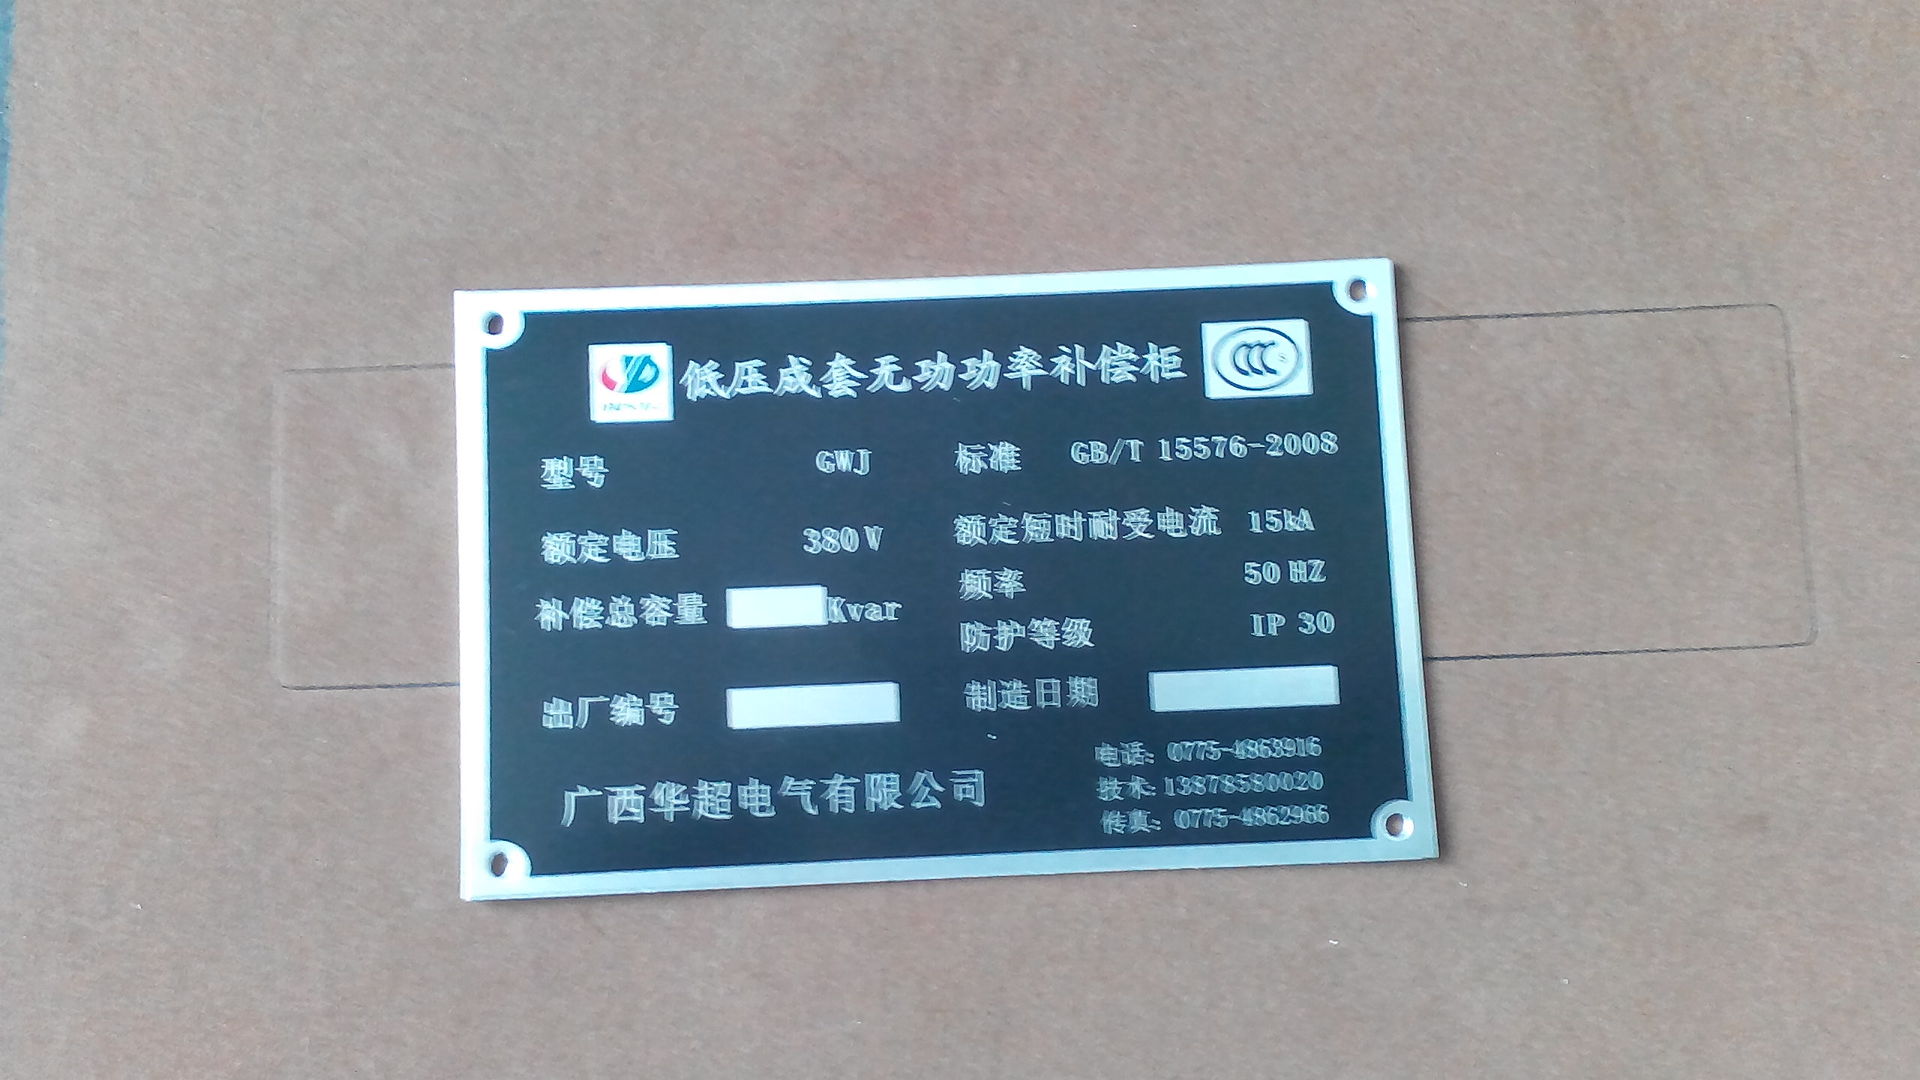 低压成套无功功率补偿柜
型号 GWJ 标准 GB/T 15576-2008
额定电压 380V 额定短时耐受电流 15kA
补偿总容量 Kvar 频率 50 HZ
防护等级 IP 30
出厂编号 制造日期
广西华超电气有限公司
电话: 0775-4863916
技术: 13878580020
传真: 0775-4862966